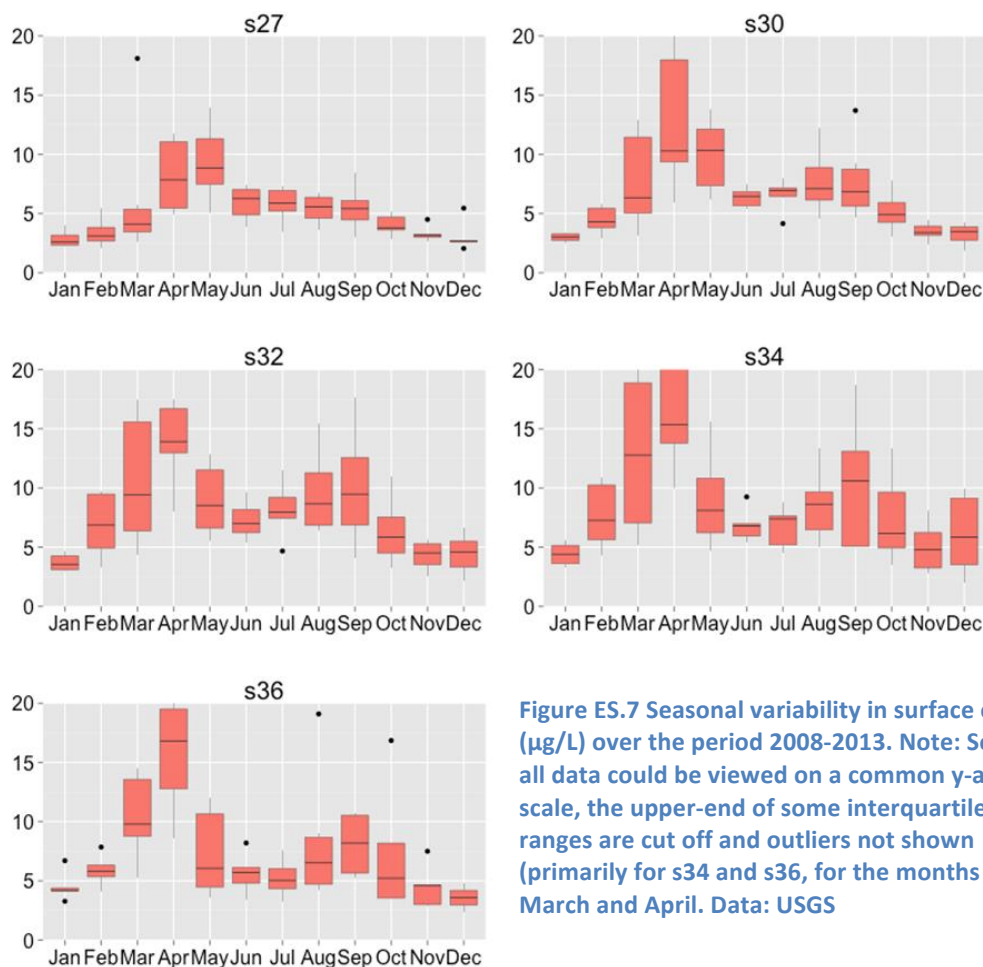 s27
20
15
10
5
0
Jan Feb Mar Apr May Jun Jul Aug Sep Oct Nov Dec
s30
20
15
10
5
0
Jan Feb Mar Apr May Jun Jul Aug Sep Oct Nov Dec
s32
20
15
10
5
0
Jan Feb Mar Apr May Jun Jul Aug Sep Oct Nov Dec
s34
20
15
10
5
0
Jan Feb Mar Apr May Jun Jul Aug Sep Oct Nov Dec
s36
20
15
10
5
0
Jan Feb Mar Apr May Jun Jul Aug Sep Oct Nov Dec
Figure ES.7 Seasonal variability in surface
(µg/L) over the period 2008-2013. Note:
all data could be viewed on a common y-a
scale, the upper-end of some interquartile
ranges are cut off and outliers not shown
(primarily for s34 and s36, for the months
March and April. Data: USGS